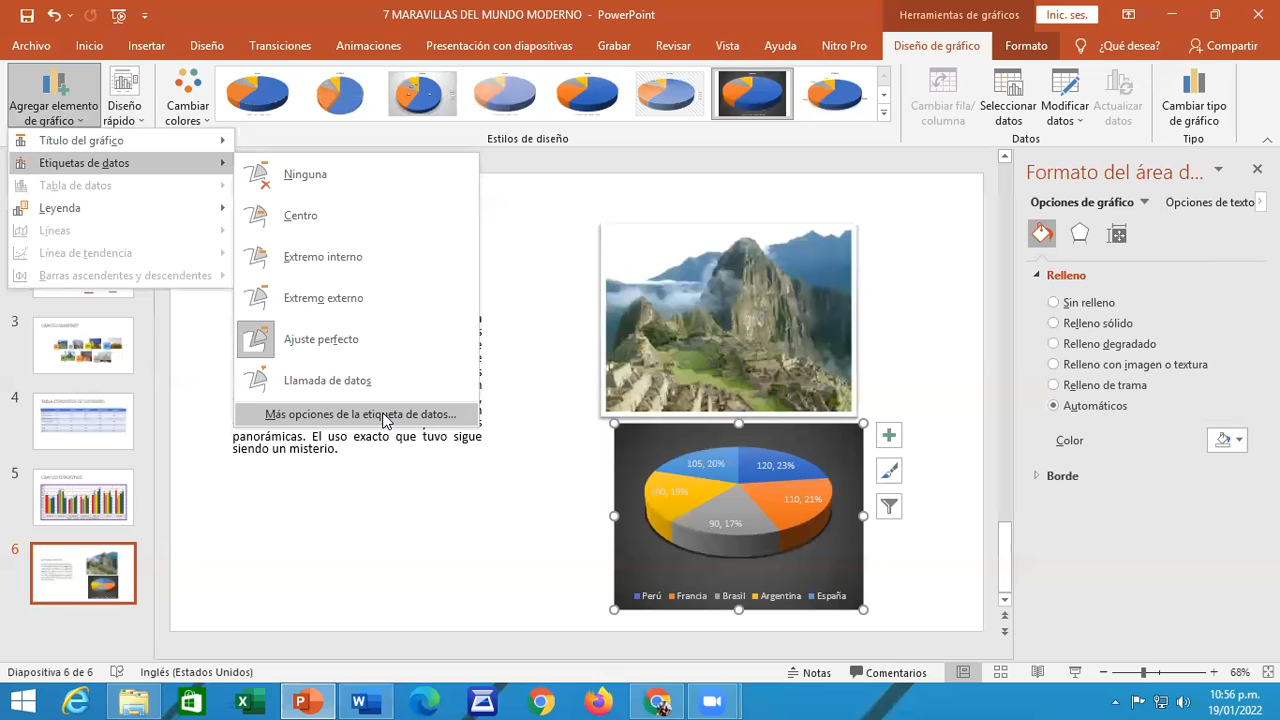 7 MARAVILLAS DEL MUNDO MODERNO - PowerPoint
Herramientas de gráficos
Inic. ses.
Archivo Inicio Insertar Diseño Transiciones Animaciones Presentación con diapositivas Grabar Revisar Vista Ayuda Nitro Pro Diseño de gráfico Formato ¿Qué desea? Compartir
Agregar elemento de gráfico
Diseño rápido
Cambiar colores
Estilos de diseño
Cambiar fila/columna
Seleccionar datos
Modificar datos
Actualizar datos
Datos
Cambiar tipo de gráfico
Tipo
Título del gráfico
Etiquetas de datos
Tabla de datos
Leyenda
Líneas
Línea de tendencia
Barras ascendentes y descendentes
Ninguna
Centro
Extremo interno
Extremo externo
Ajuste perfecto
Llamada de datos
Más opciones de la etiqueta de datos...
3
4
5
6
panorámicas. El uso exacto que tuvo sigue
siendo un misterio.
105, 20%
120, 23%
100, 19%
110, 21%
90, 17%
Perú Francia Brasil Argentina España
Formato del área d...
Opciones de gráfico
Opciones de texto
Relleno
Sin relleno
Relleno sólido
Relleno degradado
Relleno con imagen o textura
Relleno de trama
Automáticos
Color
Borde
Diapositiva 6 de 6
Inglés (Estados Unidos)
Notas
Comentarios
68%
10:56 p.m.
19/01/2022